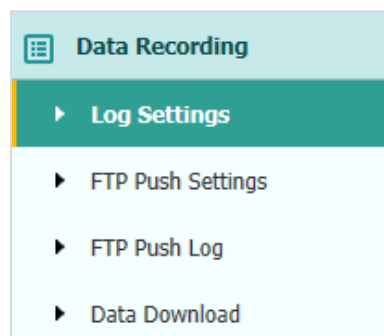 Data Recording
Log Settings
FTP Push Settings
FTP Push Log
Data Download